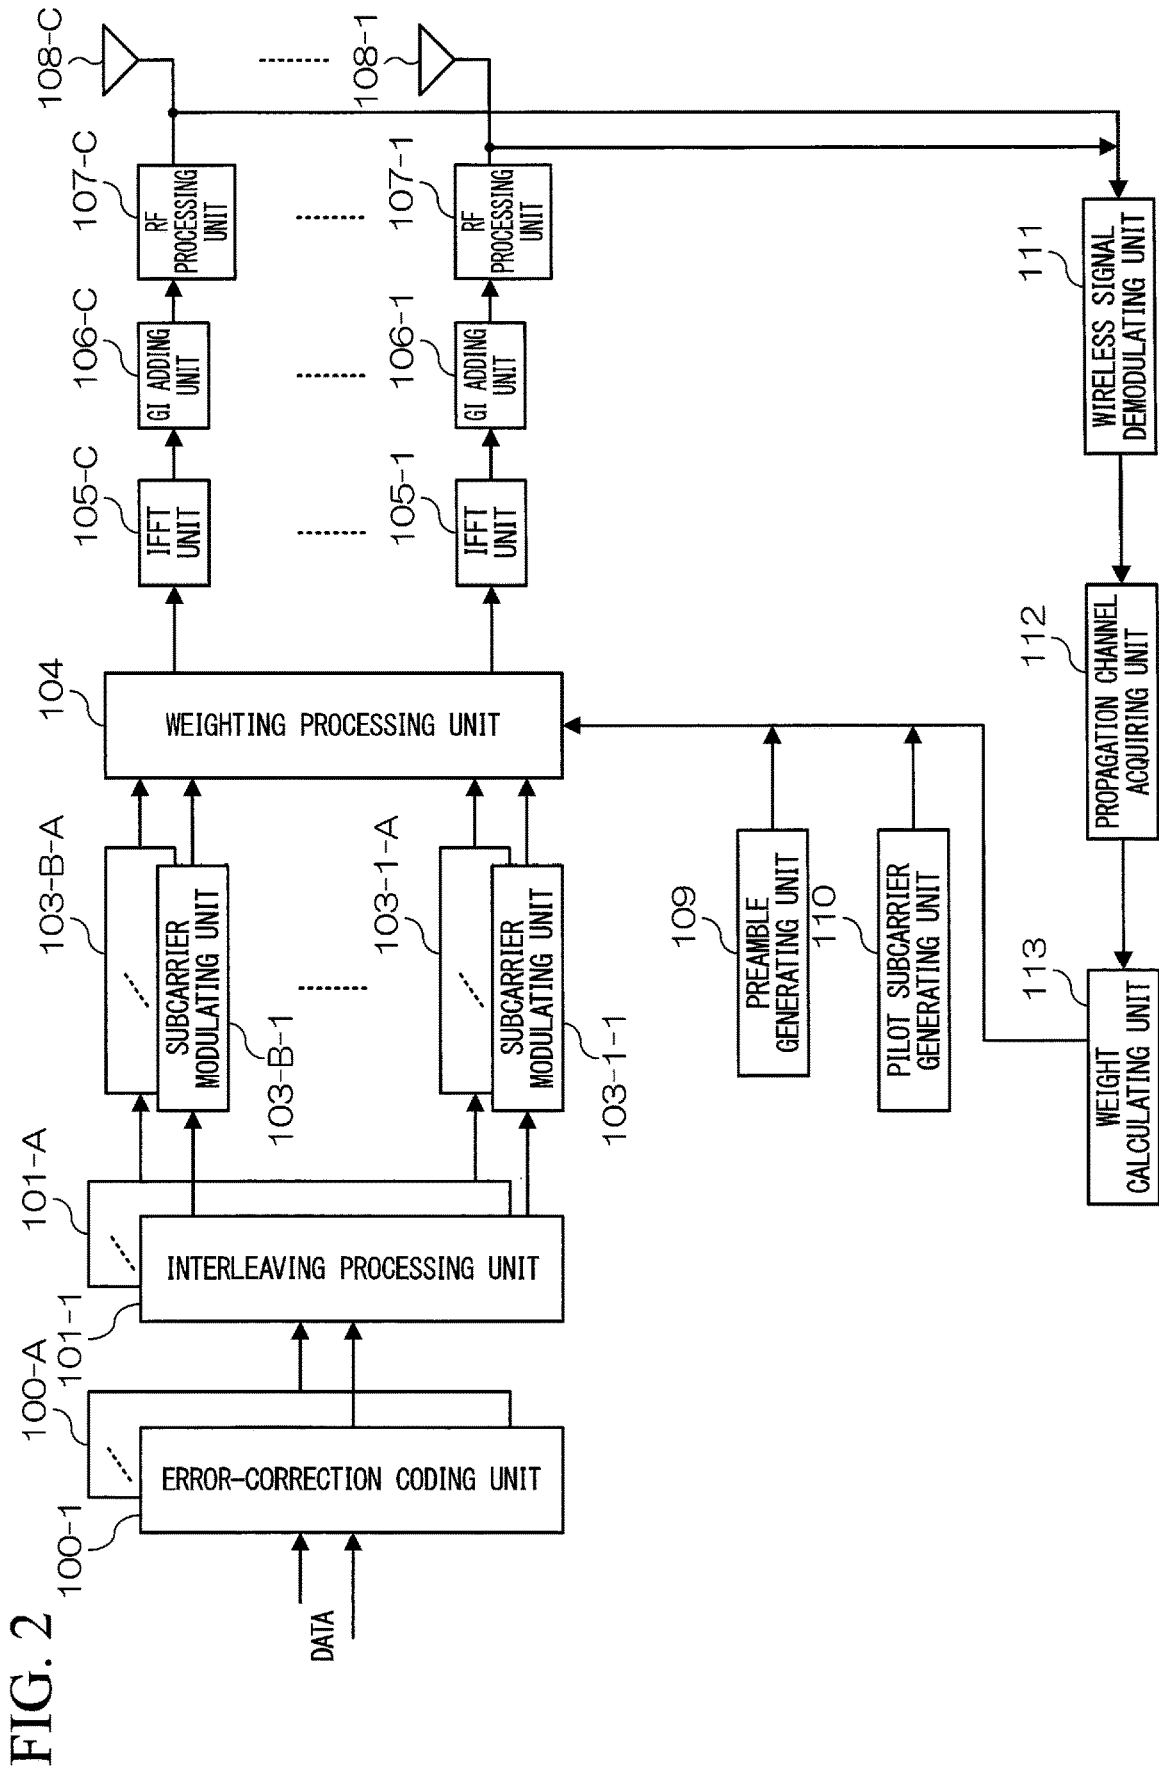 FIG. 2
DATA
100-1
100-A
ERROR-CORRECTION CODING UNIT
101-1
101-A
INTERLEAVING PROCESSING UNIT
103-B-A
SUBCARRIER
MODULATING UNIT
103-B-1
103-1-A
SUBCARRIER
MODULATING UNIT
103-1-1
104
WEIGHTING PROCESSING UNIT
105-C
IFFT
UNIT
106-C
GI ADDING
UNIT
107-C
RF
PROCESSING
UNIT
108-C
105-1
IFFT
UNIT
106-1
GI ADDING
UNIT
107-1
RF
PROCESSING
UNIT
108-1
109
PREAMBLE
GENERATING UNIT
110
PILOT SUBCARRIER
GENERATING UNIT
113
WEIGHT
CALCULATING UNIT
112
PROPAGATION CHANNEL
ACQUIRING UNIT
111
WIRELESS SIGNAL
DEMODULATING UNIT